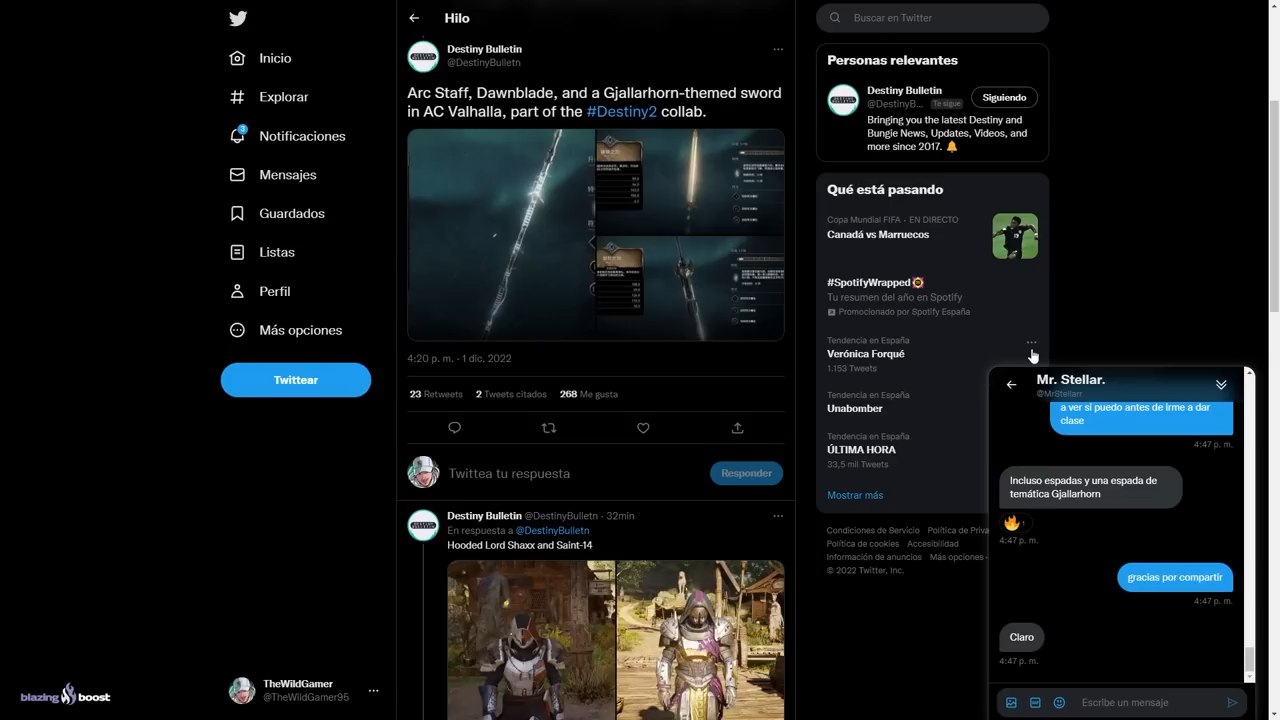 Inicio
Explorar
3
Notificaciones
Mensajes
Guardados
Listas
Perfil
Más opciones
Twittear
TheWildGamer
@TheWildGamer95
blazing boost
Hilo
Destiny Bulletin
@DestinyBulletn
Arc Staff, Dawnblade, and a Gjallarhorn-themed sword
in AC Valhalla, part of the #Destiny2 collab.
4:20 p. m. · 1 dic. 2022
23 Retweets 2 Tweets citados 268 Me gusta
Twittea tu respuesta
Responder
Destiny Bulletin @DestinyBulletn · 32min
En respuesta a @DestinyBulletn
Hooded Lord Shaxx and Saint-14
Buscar en Twitter
Personas relevantes
Destiny Bulletin
@DestinyB... Te sigue
Siguiendo
Bringing you the latest Destiny and
Bungie News, Updates, Videos, and
more since 2017.
Qué está pasando
Copa Mundial FIFA · EN DIRECTO
Canadá vs Marruecos
#SpotifyWrapped
Tu resumen del año en Spotify
Promocionado por Spotify España
Tendencia en España
Verónica Forqué
1.153 Tweets
Tendencia en España
Unabomber
Tendencia en España
ÚLTIMA HORA
33,5 mil Tweets
Mostrar más
Condiciones de Servicio Política de Priva
Política de cookies Accesibilidad
Información de anuncios Más opciones
© 2022 Twitter, Inc.
Mr. Stellar.
@MrStellarr
a ver si puedo antes de irme a dar
clase
4:47 p. m.
Incluso espadas y una espada de
temática Gjallarhorn
1
4:47 p. m.
gracias por compartir
4:47 p. m.
Claro
4:47 p. m.
Escribe un mensaje